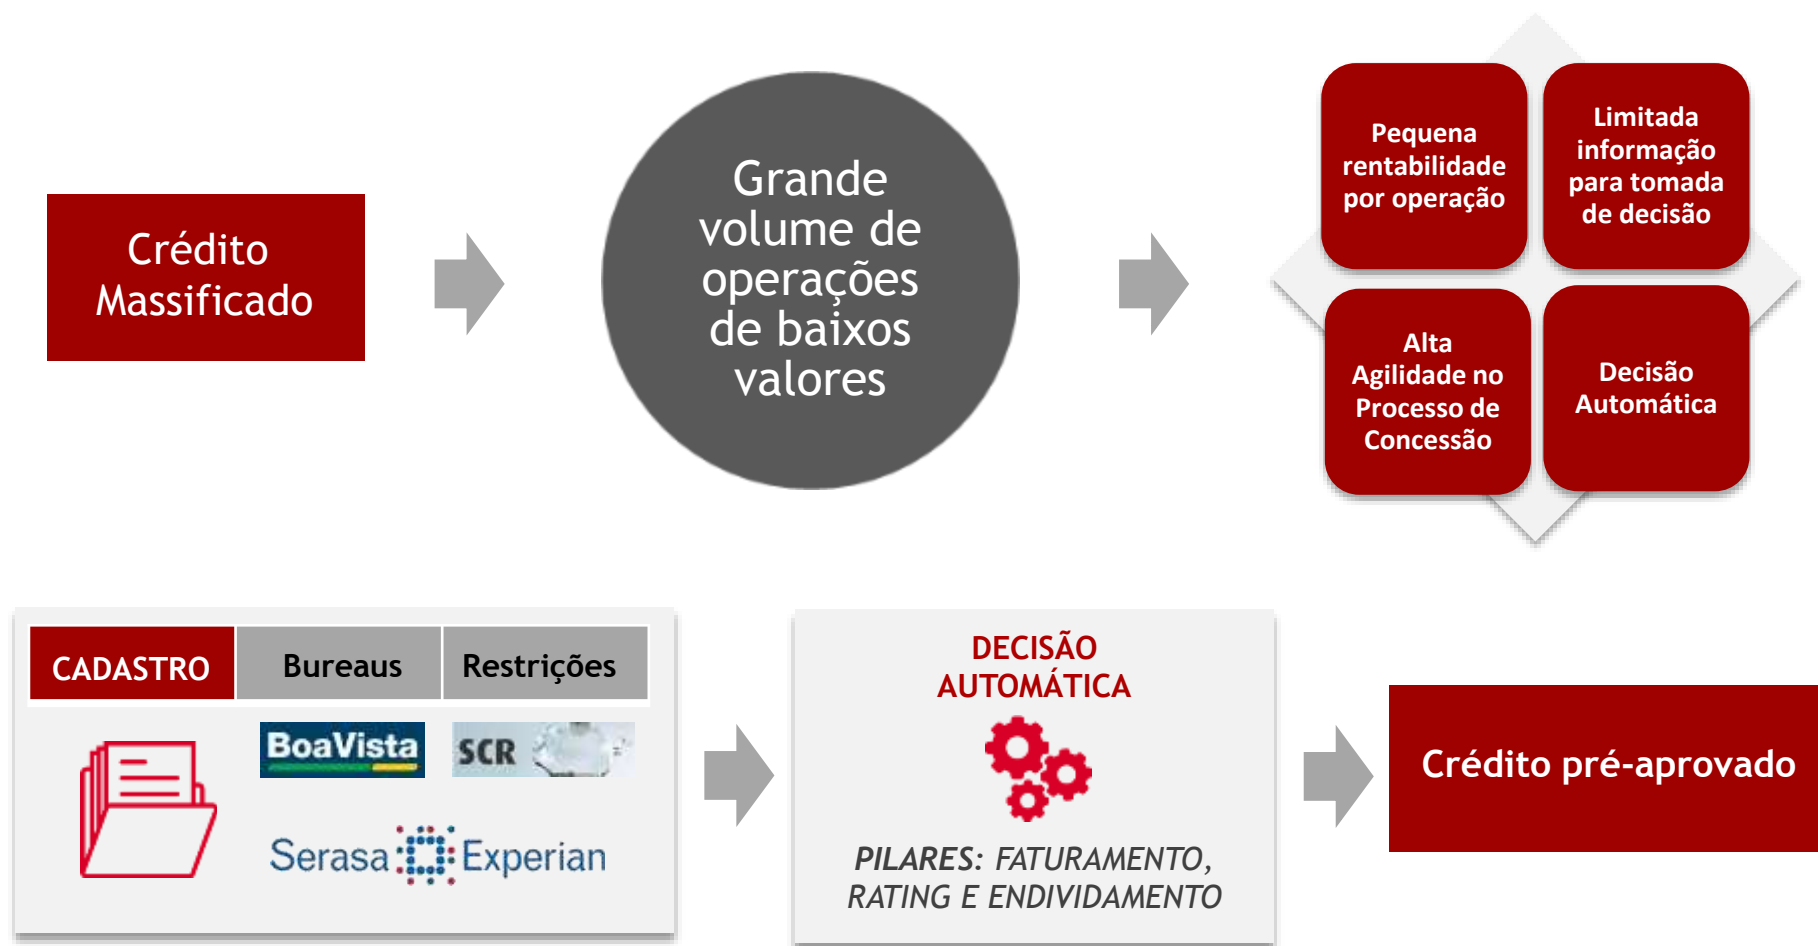 Crédito
Massificado
Grande
volume de
operações
de baixos
valores
Pequena
rentabilidade
por operação
Limitada
informação
para tomada
de decisão
Alta
Agilidade no
Processo de
Concessão
Decisão
Automática
CADASTRO
Bureaus
Restrições
BoaVista
SCR
Serasa Experian
DECISÃO
AUTOMÁTICA
PILARES: FATURAMENTO,
RATING E ENDIVIDAMENTO
Crédito pré-aprovado